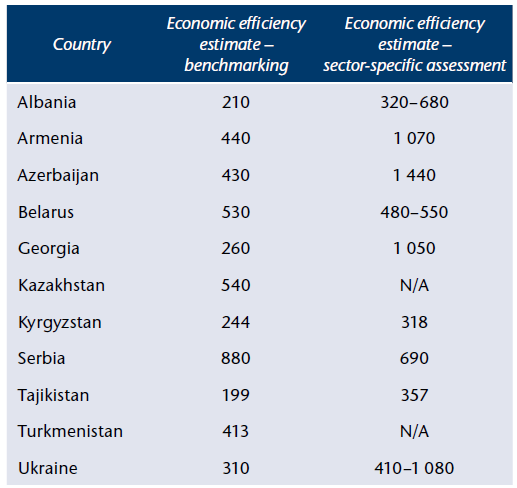 Country Economic efficiency estimate – benchmarking Economic efficiency estimate – sector-specific assessment
Albania 210 320–680
Armenia 440 1 070
Azerbaijan 430 1 440
Belarus 530 480–550
Georgia 260 1 050
Kazakhstan 540 N/A
Kyrgyzstan 244 318
Serbia 880 690
Tajikistan 199 357
Turkmenistan 413 N/A
Ukraine 310 410–1 080